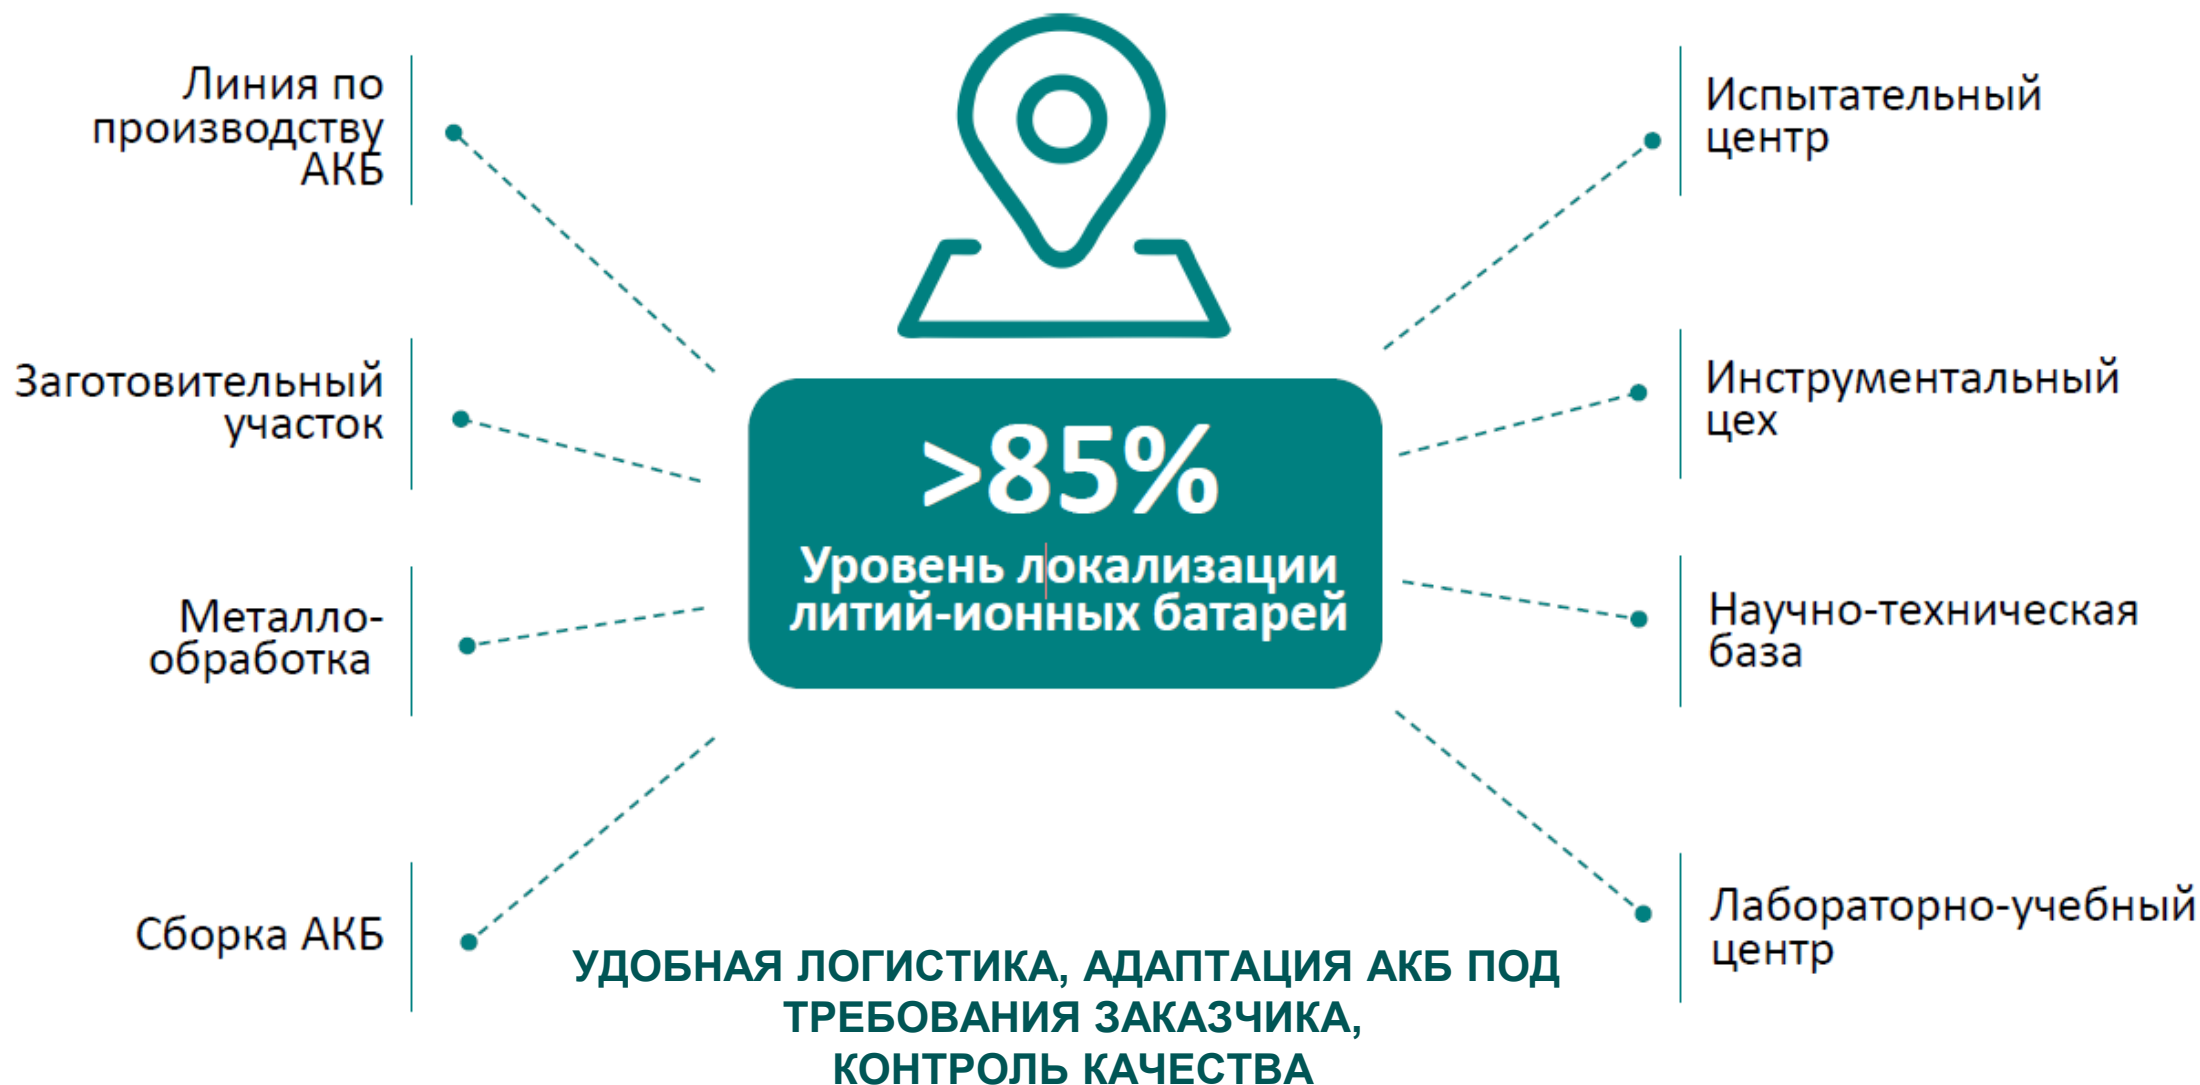 Линия по
производству
АКБ
Заготовительный
участок
Металло-
обработка
Сборка АКБ
>85%
Уровень локализации
литий-ионных батарей
Испытательный
центр
Инструментальный
цех
Научно-техническая
база
Лабораторно-учебный
центр
УДОБНАЯ ЛОГИСТИКА, АДАПТАЦИЯ АКБ ПОД
ТРЕБОВАНИЯ ЗАКАЗЧИКА,
КОНТРОЛЬ КАЧЕСТВА